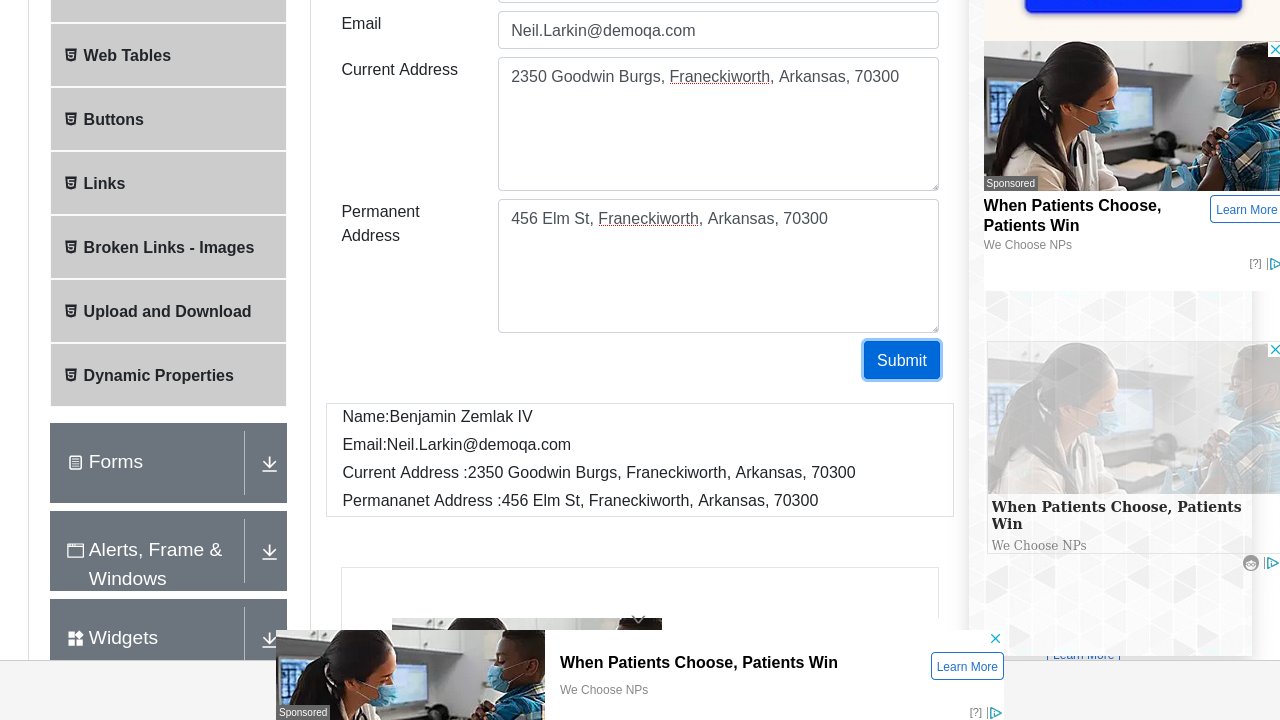 Email
Neil.Larkin@demoqa.com
Current Address
2350 Goodwin Burgs, Franeckiworth, Arkansas, 70300
Permanent
Address
456 Elm St, Franeckiworth, Arkansas, 70300
Submit
Name:Benjamin Zemlak IV
Email:Neil.Larkin@demoqa.com
Current Address :2350 Goodwin Burgs, Franeckiworth, Arkansas, 70300
Permananet Address :456 Elm St, Franeckiworth, Arkansas, 70300
Web Tables
Buttons
Links
Broken Links - Images
Upload and Download
Dynamic Properties
Forms
Alerts, Frame &
Windows
Widgets
Sponsored
When Patients Choose,
Patients Win
Learn More
We Choose NPs
[?]
When Patients Choose, Patients
Win
We Choose NPs
Learn More
When Patients Choose, Patients Win
We Choose NPs
Learn More
Sponsored
[?]